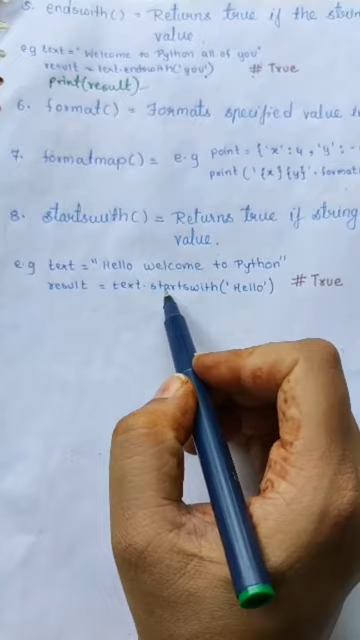 5. endswith() = Returns true if the strin
value.
e g text = "Welcome to Python all of you"
result = text.endswith('you') # True
print(result)
6. format() = Formats specified value
7. formatmap() = e.g point = {'x': 4, 'y': -
print('{x}{y}'.format
8. startswith() = Returns true if string
value.
e.g text = "Hello welcome to Python"
result = text.startswith('Hello') # True